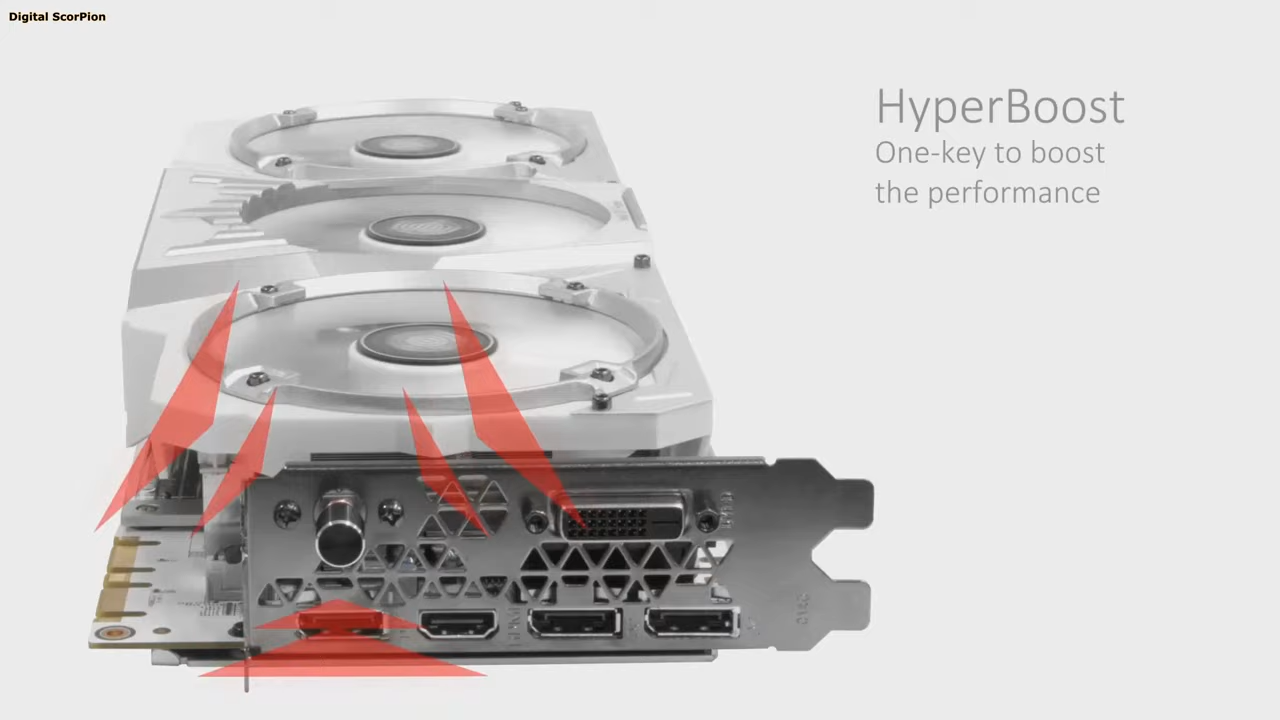 Digital ScorPion
HyperBoost
One-key to boost
the performance